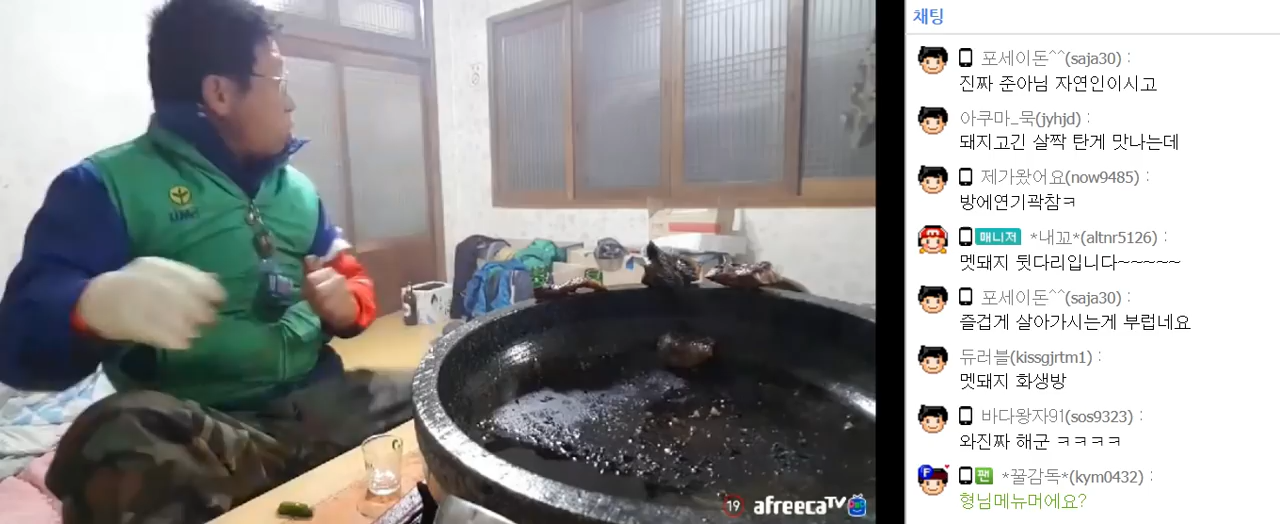 채팅
포세이돈^^(saja30) :
진짜 준아님 자연인이시고
아쿠마_묵(jyhjd) :
돼지고긴 살짝 탄게 맛나는데
제가왔어요(now9485) :
방에연기꽉참ㅋ
매니저 *내꼬*(altnr5126) :
멧돼지 뒷다리입니다~~~~~
포세이돈^^(saja30) :
즐겁게 살아가시는게 부럽네요
듀러블(kissgjrtm1) :
멧돼지 화생방
바다왕자91(sos9323) :
와진짜 해군 ㅋㅋㅋㅋ
F 팬 *꿀감독*(kym0432) :
형님메뉴머에요?
19 afreecaTV